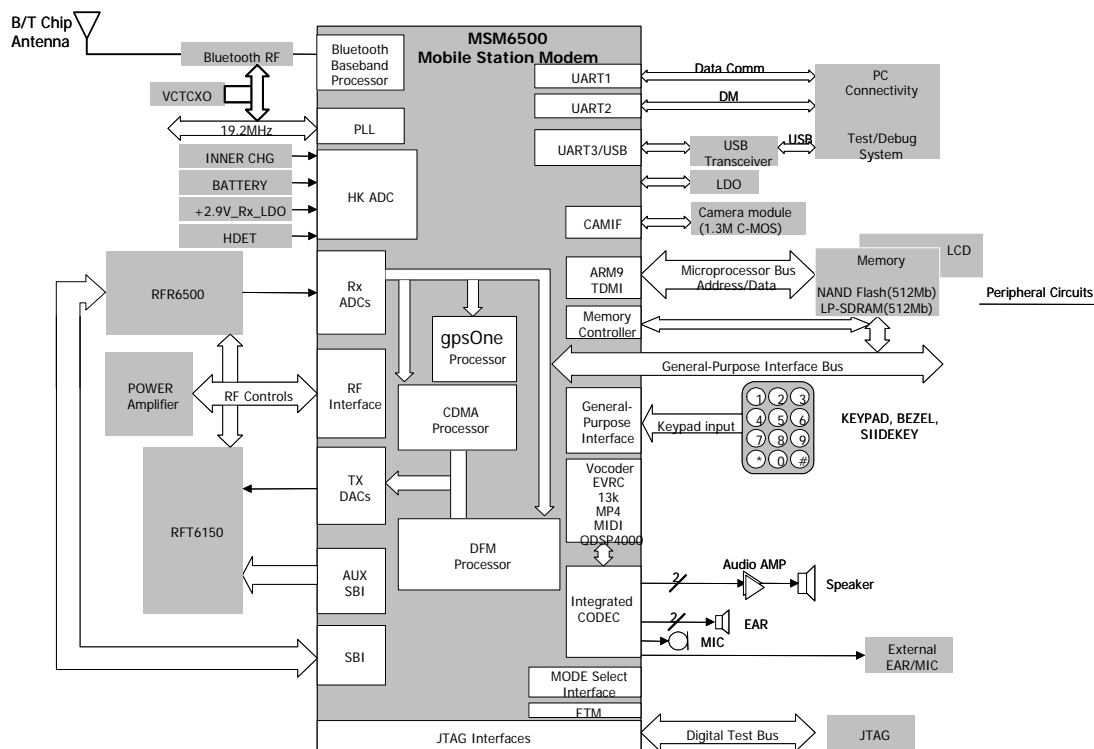 B/T Chip
Antenna
MSM6500
Mobile Station Modem
Bluetooth RF
Bluetooth
Baseband
Processor
VCTCXO
19.2MHz
PLL
INNER CHG
BATTERY
+2.9V_Rx_LDO
HDET
HK ADC
RFR6500
Rx
ADCs
gpsOne
Processor
POWER
Amplifier
RF Controls
RF
Interface
CDMA
Processor
TX
DACs
RFT6150
DFM
Processor
AUX
SBI
SBI
UART1
Data Comm
PC
Connectivity
UART2
DM
UART3/USB
USB
Transceiver
USB
Test/Debug
System
LDO
CAMIF
Camera module
(1.3M C-MOS)
ARM9
TDMI
Microprocessor Bus
Address/Data
LCD
Memory
NAND Flash(512Mb)
LP-SDRAM(512Mb)
Peripheral Circuits
Memory
Controller
General-Purpose Interface Bus
General-
Purpose
Interface
Keypad input
1 2 3
4 5 6
7 8 9
* 0 #
KEYPAD, BEZEL,
SIIDEKEY
Vocoder
EVRC
13k
MP4
MIDI
QDSP4000
Integrated
CODEC
2
Audio AMP
Speaker
2
EAR
MIC
External
EAR/MIC
MODE Select
Interface
ETM
JTAG Interfaces
Digital Test Bus
JTAG